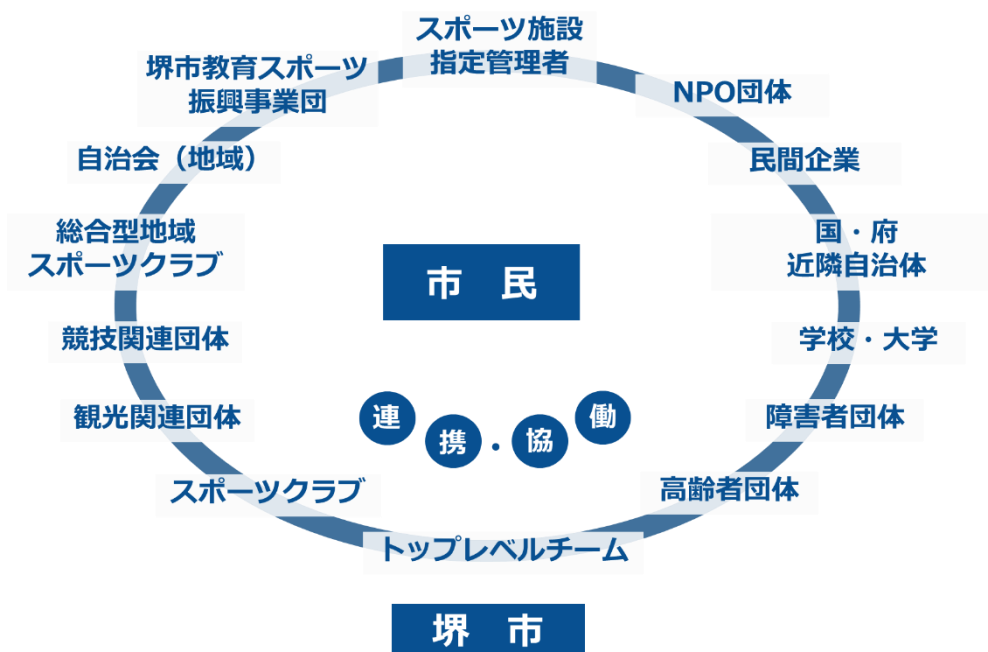 スポーツ施設
指定管理者
堺市教育スポーツ
振興事業団
NPO団体
自治会（地域）
民間企業
総合型地域
スポーツクラブ
国・府
近隣自治体
市　民
競技関連団体
学校・大学
観光関連団体
障害者団体
連携・協働
スポーツクラブ
高齢者団体
トップレベルチーム
堺　市